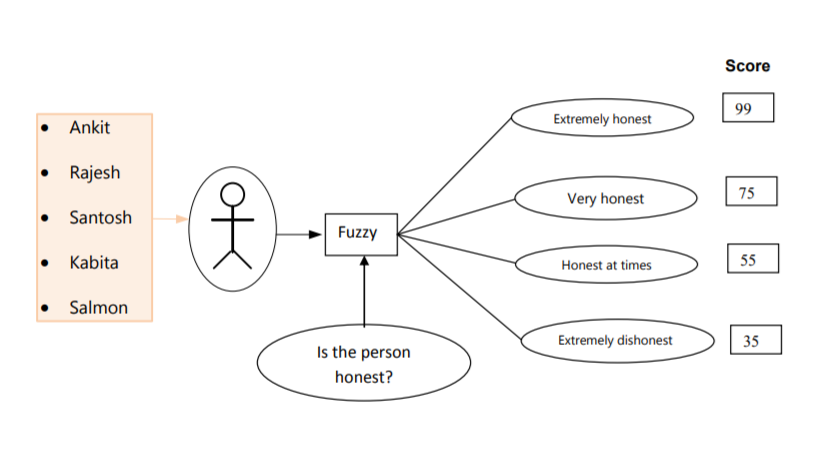 Score
Ankit
Rajesh
Santosh
Kabita
Salmon
Fuzzy
Is the person
honest?
Extremely honest
99
Very honest
75
Honest at times
55
Extremely dishonest
35